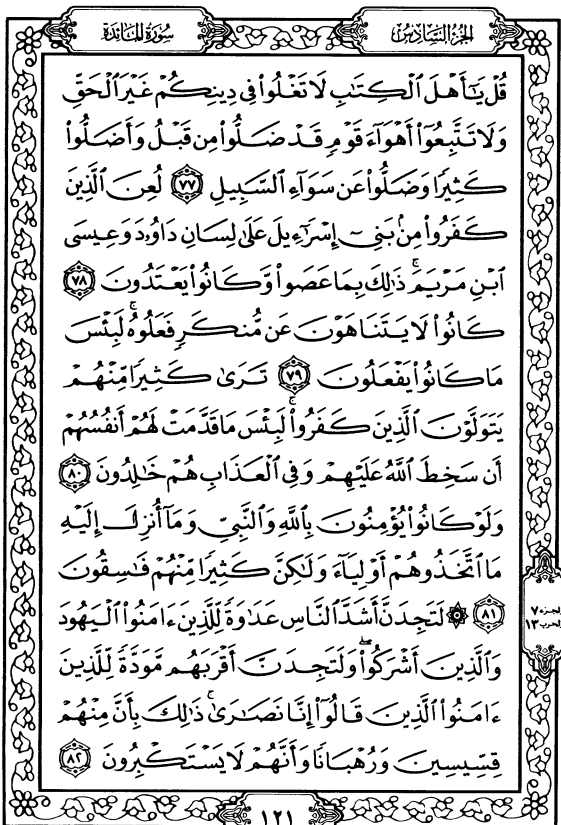 الجزء السادس
سورة المائدة
قُلْ يَـٰٓأَهْلَ ٱلْكِتَـٰبِ لَا تَغْلُوا۟ فِى دِينِكُمْ غَيْرَ ٱلْحَقِّ
وَلَا تَتَّبِعُوٓا۟ أَهْوَآءَ قَوْمٍ قَدْ ضَلُّوا۟ مِن قَبْلُ وَأَضَلُّوا۟
كَثِيرًا وَضَلُّوا۟ عَن سَوَآءِ ٱلسَّبِيلِ ٧٧ لُعِنَ ٱلَّذِينَ
كَفَرُوا۟ مِنۢ بَنِىٓ إِسْرَٰٓءِيلَ عَلَىٰ لِسَانِ دَاوُۥدَ وَعِيسَى
ٱبْنِ مَرْيَمَ ۚ ذَٰلِكَ بِمَا عَصَوا۟ وَّكَانُوا۟ يَعْتَدُونَ ٧٨
كَانُوا۟ لَا يَتَنَاهَوْنَ عَن مُّنكَرٍ فَعَلُوهُ ۚ لَبِئْسَ
مَا كَانُوا۟ يَفْعَلُونَ ٧٩ تَرَىٰ كَثِيرًا مِّنْهُمْ
يَتَوَلَّوْنَ ٱلَّذِينَ كَفَرُوا۟ ۚ لَبِئْسَ مَا قَدَّمَتْ لَهُمْ أَنفُسُهُمْ
أَن سَخِطَ ٱللَّهُ عَلَيْهِمْ وَفِى ٱلْعَذَابِ هُمْ خَـٰلِدُونَ ٨٠
وَلَوْ كَانُوا۟ يُؤْمِنُونَ بِٱللَّهِ وَٱلنَّبِىِّ وَمَآ أُنزِلَ إِلَيْهِ
مَا ٱتَّخَذُوهُمْ أَوْلِيَآءَ وَلَـٰكِنَّ كَثِيرًا مِّنْهُمْ فَـٰسِقُونَ
٨١ ۞ لَتَجِدَنَّ أَشَدَّ ٱلنَّاسِ عَدَٰوَةً لِّلَّذِينَ ءَامَنُوا۟ ٱلْيَهُودَ
وَٱلَّذِينَ أَشْرَكُوا۟ ۖ وَلَتَجِدَنَّ أَقْرَبَهُم مَّوَدَّةً لِّلَّذِينَ
ءَامَنُوا۟ ٱلَّذِينَ قَالُوٓا۟ إِنَّا نَصَـٰرَىٰ ۚ ذَٰلِكَ بِأَنَّ مِنْهُمْ
قِسِّيسِينَ وَرُهْبَانًا وَأَنَّهُمْ لَا يَسْتَكْبِرُونَ ٨٢
الجزء ٧
الحزب ١٣
١٢١